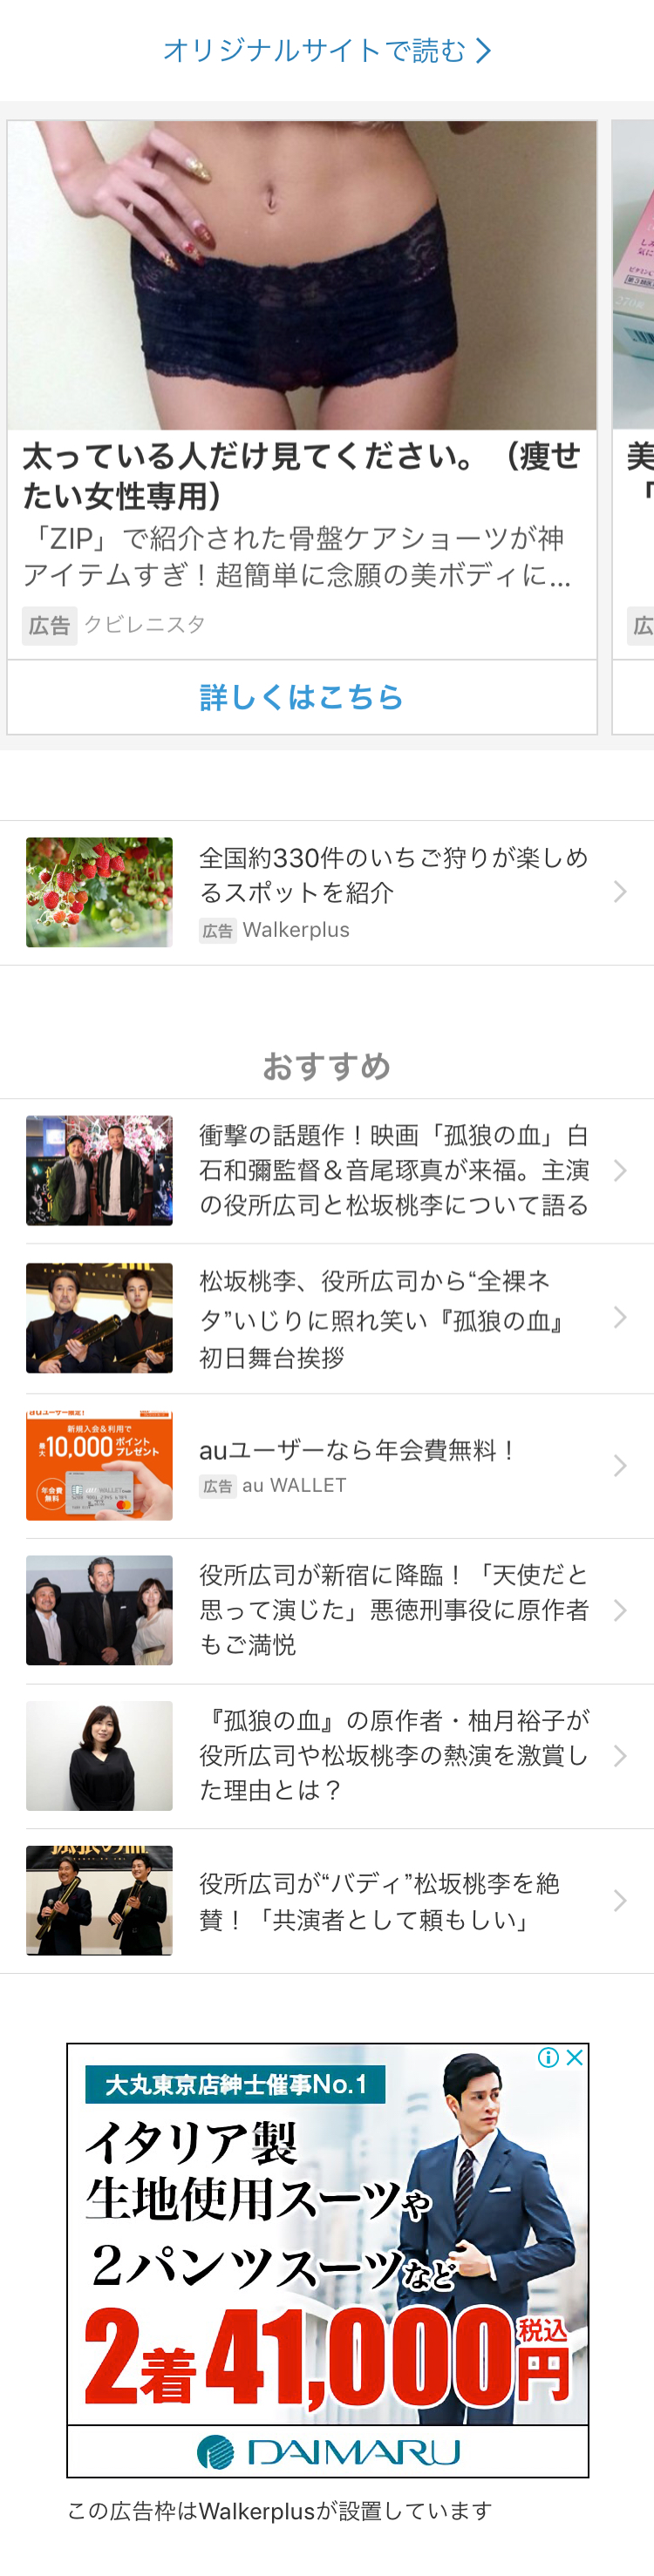 オリジナルサイトで読む
太っている人だけ見てください。（痩せ
たい女性専用）
「ZIP」で紹介された骨盤ケアショーツが神
アイテムすぎ！超簡単に念願の美ボディに...
広告 クビレニスタ
詳しくはこちら
美
「
広
270錠
全国約330件のいちご狩りが楽しめ
るスポットを紹介
広告 Walkerplus
おすすめ
衝撃の話題作！映画「孤狼の血」白
石和彌監督＆音尾琢真が来福。主演
の役所広司と松坂桃李について語る
松坂桃李、役所広司から“全裸ネ
タ”いじりに照れ笑い『孤狼の血』
初日舞台挨拶
auユーザー限定！
新規入会＆利用で
最大10,000ポイント
プレゼント
年会費
無料
auユーザーなら年会費無料！
広告 au WALLET
役所広司が新宿に降臨！「天使だと
思って演じた」悪徳刑事役に原作者
もご満悦
『孤狼の血』の原作者・柚月裕子が
役所広司や松坂桃李の熱演を激賞し
た理由とは？
孤狼の血
役所広司が“バディ”松坂桃李を絶
賛！「共演者として頼もしい」
大丸東京店紳士催事No.1
イタリア製
生地使用スーツや
2パンツスーツなど
2着41,000円
税込
DAIMARU
この広告枠はWalkerplusが設置しています